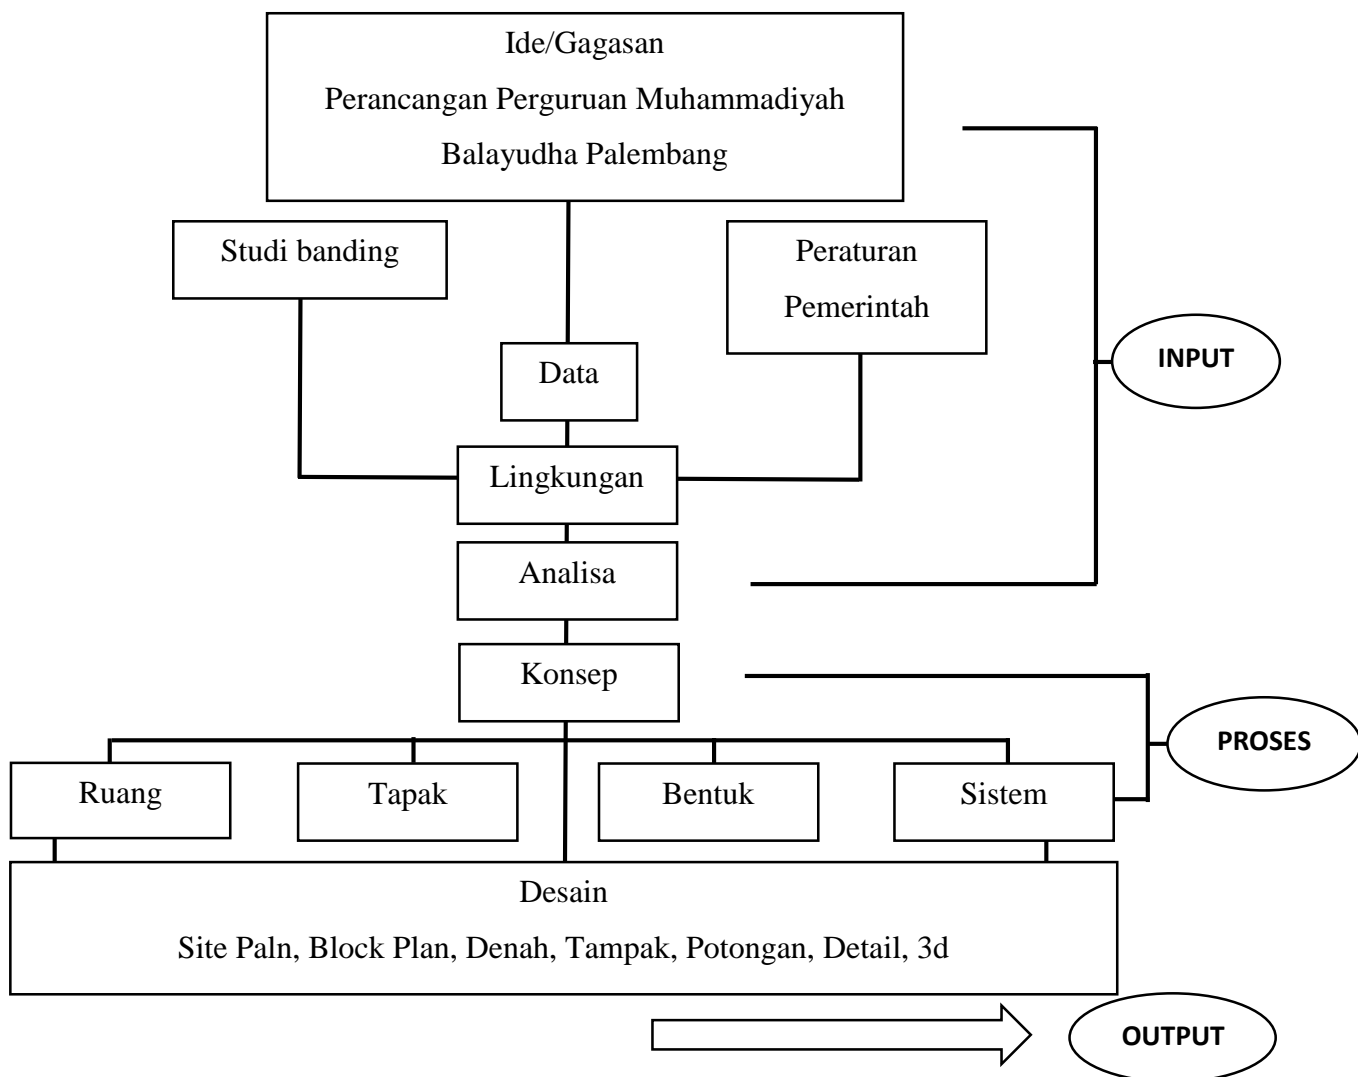 Ide/Gagasan
Perancangan Perguruan Muhammadiyah
Balayudha Palembang
Studi banding
Peraturan
Pemerintah
Data
INPUT
Lingkungan
Analisa
Konsep
PROSES
Ruang
Tapak
Bentuk
Sistem
Desain
Site Paln, Block Plan, Denah, Tampak, Potongan, Detail, 3d
OUTPUT